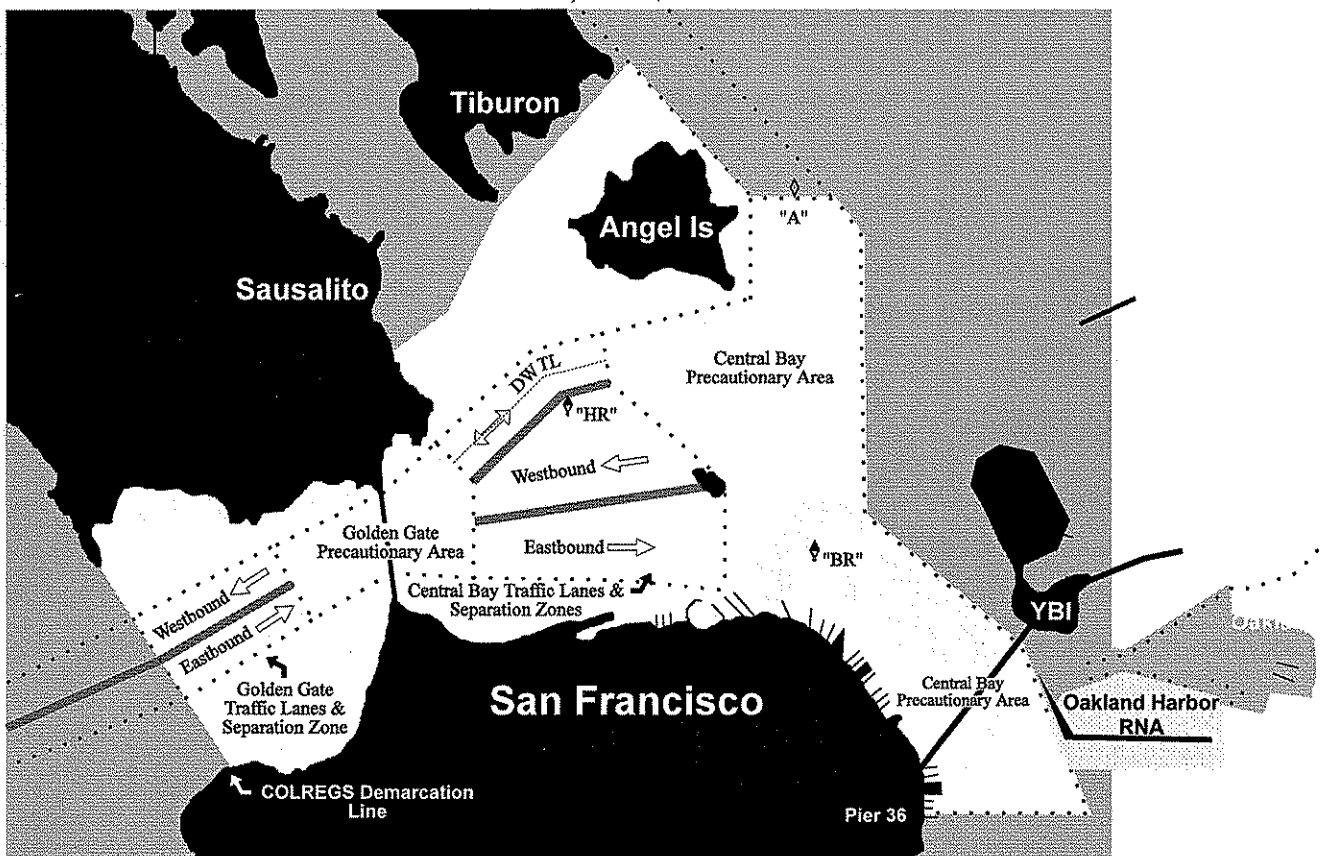 Tiburon
"A"
Angel Is
Sausalito
DW TL
Central Bay
Precautionary Area
"HR"
Westbound
Golden Gate
Precautionary Area
Eastbound
"BR"
Central Bay Traffic Lanes &
Separation Zones
Westbound
Eastbound
YBI
Golden Gate
Traffic Lanes &
Separation Zone
San Francisco
Central Bay
Precautionary Area
Oakland Harbor
RNA
COLREGS Demarcation
Line
Pier 36